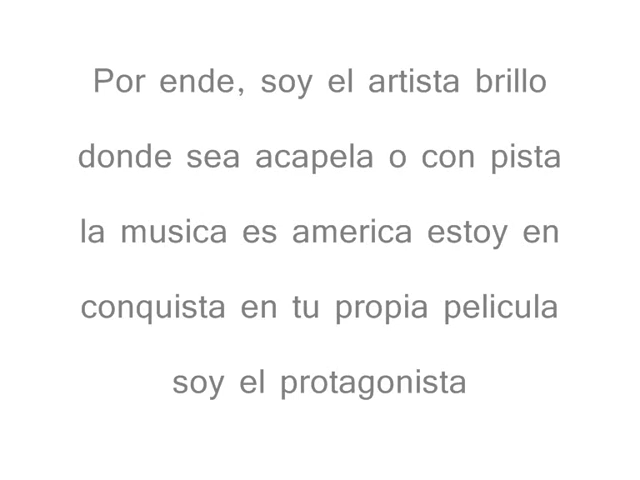 Por ende, soy el artista brillo
donde sea acapela o con pista
la musica es america estoy en
conquista en tu propia pelicula
soy el protagonista